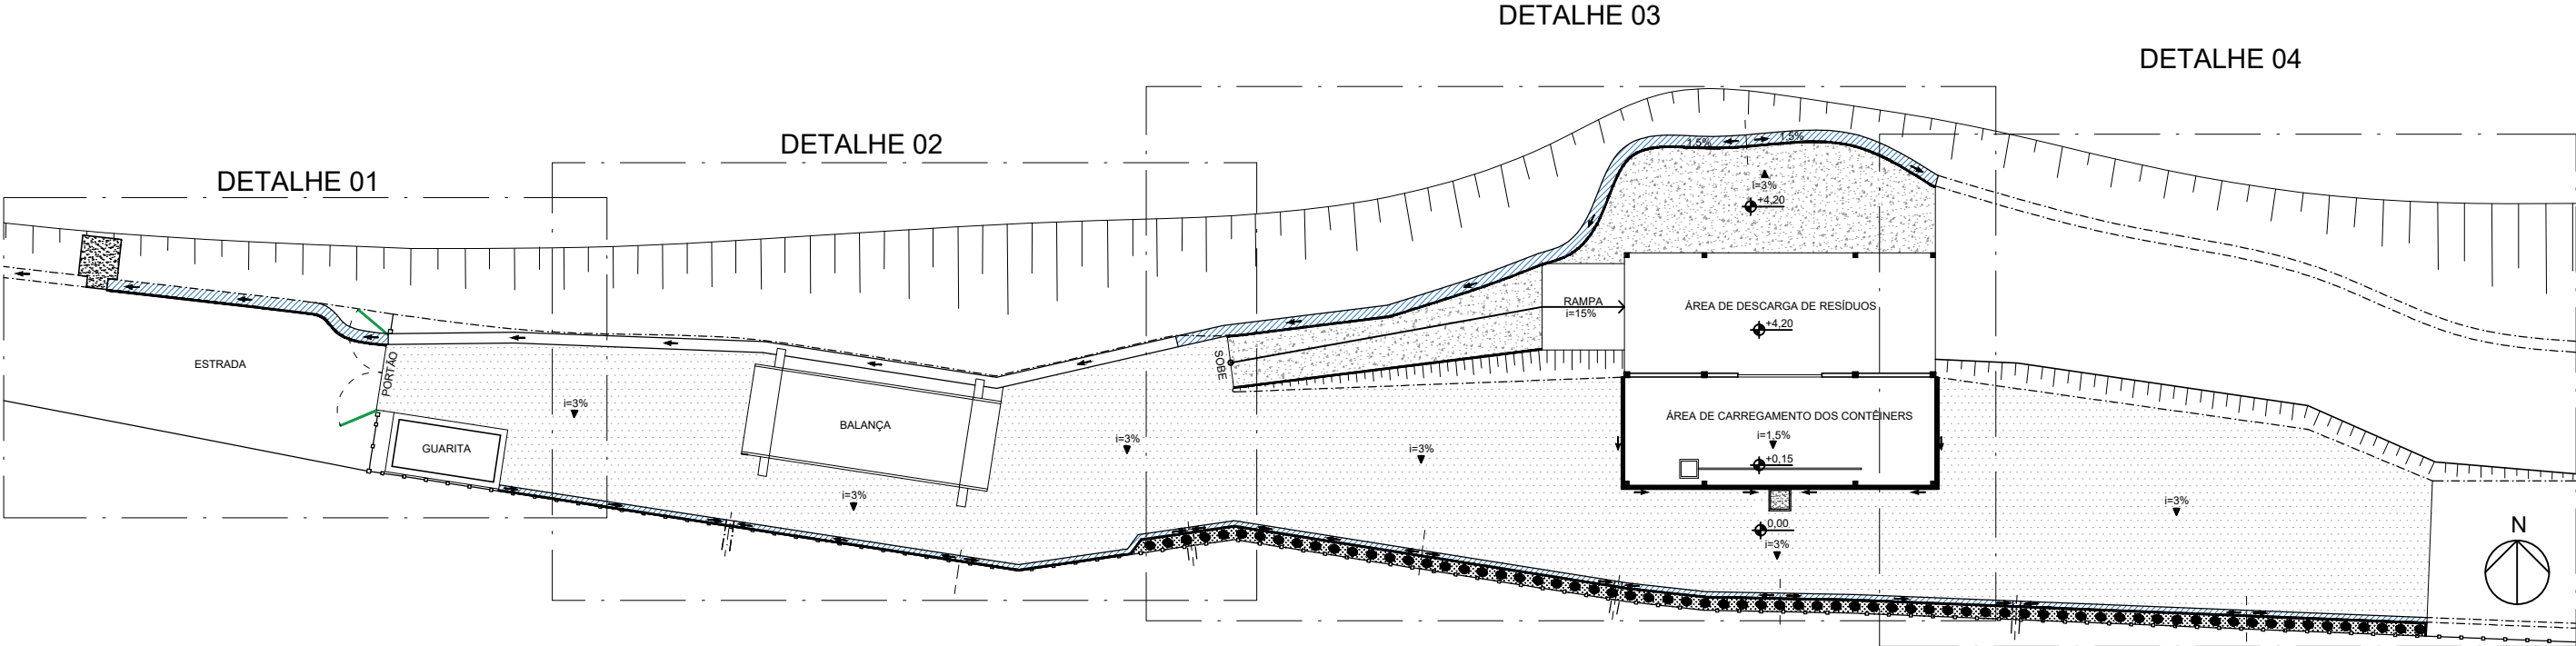 DETALHE 03
DETALHE 04
DETALHE 02
DETALHE 01
1,5%
1,5%
i=3%
+4,20
RAMPA
i=15%
ÁREA DE DESCARGA DE RESÍDUOS
+4,20
ESTRADA
PORTÃO
SOBE
i=3%
BALANÇA
GUARITA
i=3%
i=3%
i=3%
ÁREA DE CARREGAMENTO DOS CONTÊINERS
i=1,5%
+0,15
0,00
i=3%
i=3%
N